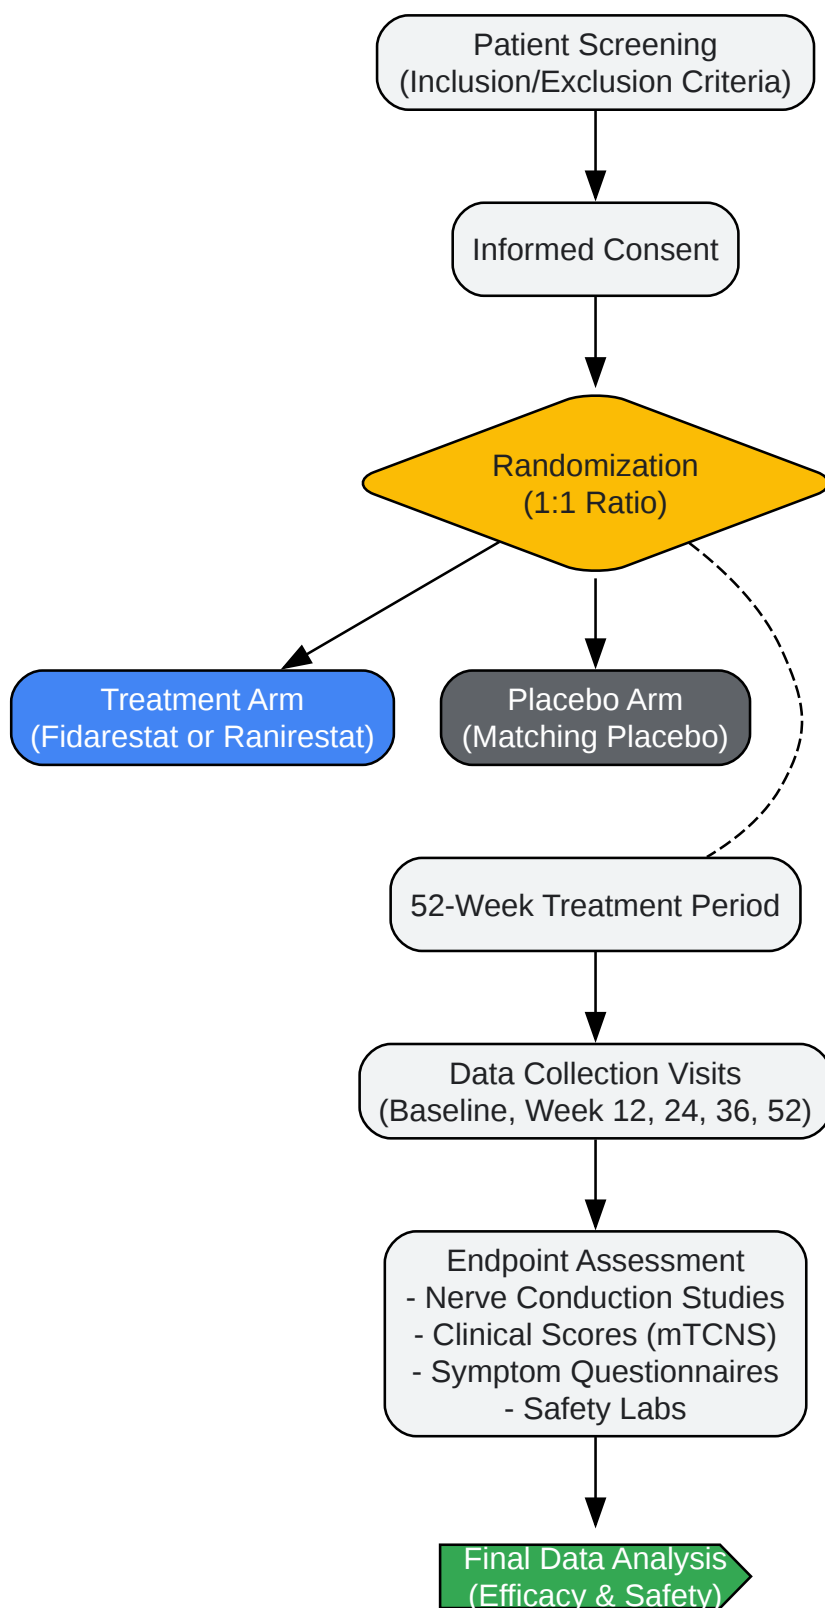 Patient Screening
(Inclusion/Exclusion Criteria)
Informed Consent
Randomization
(1:1 Ratio)
Treatment Arm
(Fidarestat or Ranirestat)
Placebo Arm
(Matching Placebo)
52-Week Treatment Period
Data Collection Visits
(Baseline, Week 12, 24, 36, 52)
Endpoint Assessment
- Nerve Conduction Studies
- Clinical Scores (mTCNS)
- Symptom Questionnaires
- Safety Labs
Final Data Analysis
(Efficacy & Safety)